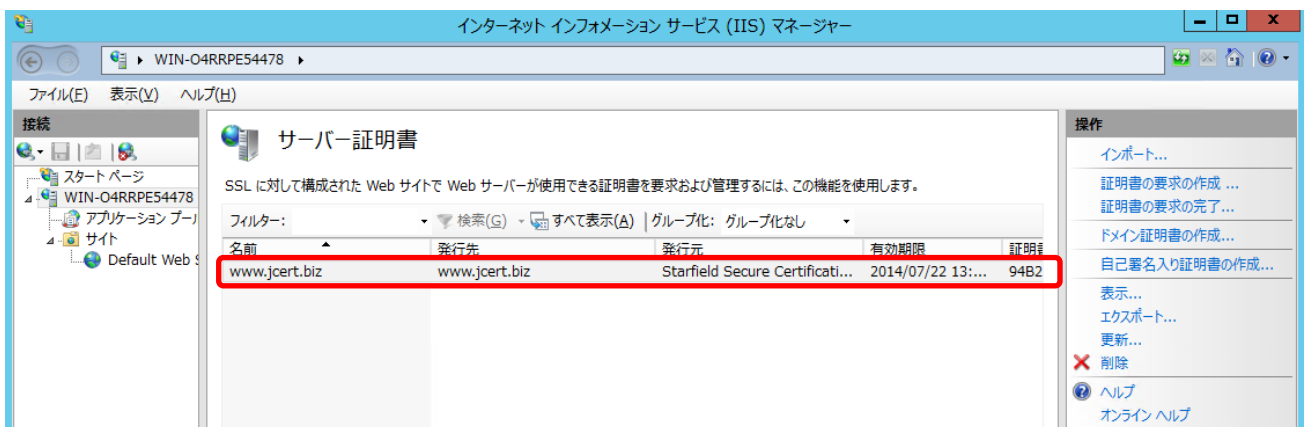 インターネット インフォメーション サービス (IIS) マネージャー
WIN-O4RRPE54478
ファイル(F) 表示(V) ヘルプ(H)
接続
スタート ページ
WIN-O4RRPE54478
アプリケーション プール
サイト
Default Web S
サーバー証明書
SSL に対して構成された Web サイトで Web サーバーが使用できる証明書を要求および管理するには、この機能を使用します。
フィルター: 検索(G) すべて表示(A) グループ化: グループ化なし
名前 発行先 発行元 有効期限 証明書
www.jcert.biz www.jcert.biz Starfield Secure Certificati... 2014/07/22 13:... 94B2
操作
インポート...
証明書の要求の作成 ...
証明書の要求の完了...
ドメイン証明書の作成...
自己署名入り証明書の作成...
表示...
エクスポート...
更新...
削除
ヘルプ
オンライン ヘルプ